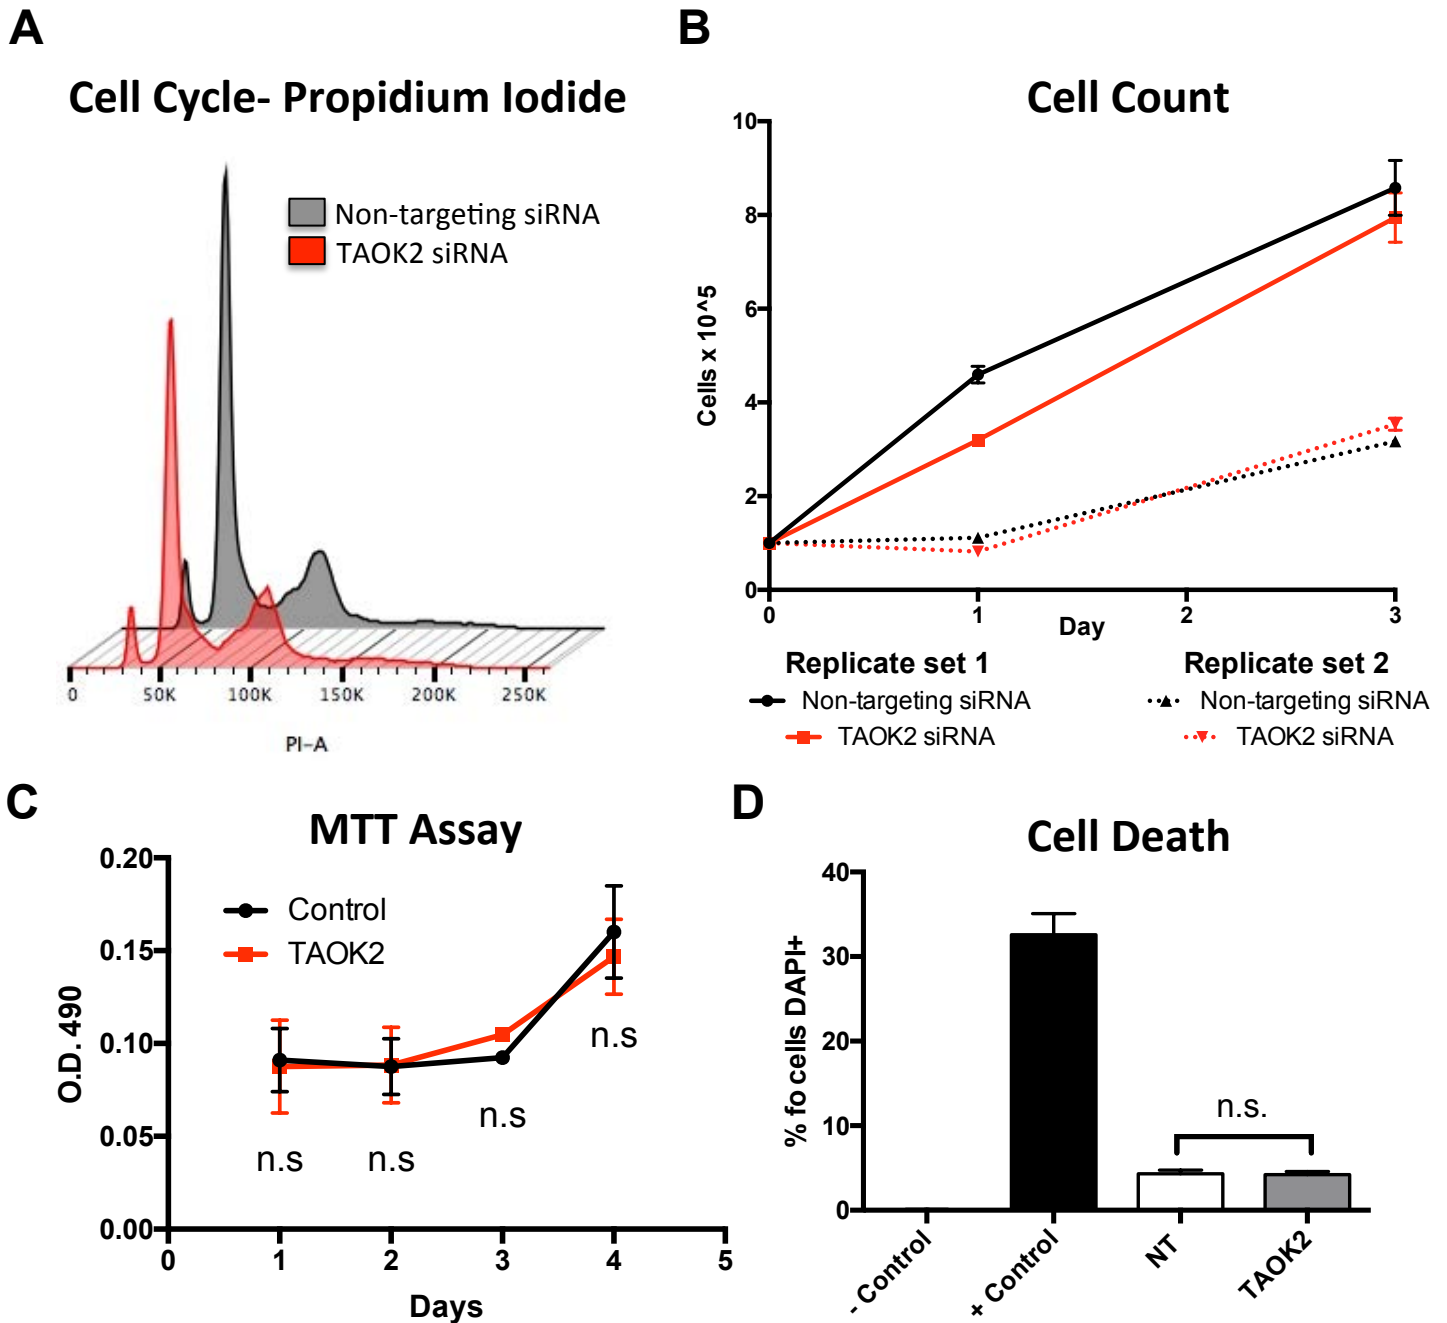 A
Cell Cycle- Propidium Iodide
Non-targeting siRNA
TAOK2 siRNA
0 50K 100K 150K 200K 250K
PI-A
B
Cell Count
10
8
6
4
2
0
Cells x 10^5
0 1 2 3
Day
Replicate set 1 Replicate set 2
Non-targeting siRNA Non-targeting siRNA
TAOK2 siRNA TAOK2 siRNA
C
MTT Assay
0.20
0.15
0.10
0.05
0.00
O.D. 490
Control
TAOK2
n.s
n.s
n.s
n.s
0 1 2 3 4 5
Days
D
Cell Death
40
30
20
10
0
% fo cells DAPI+
n.s.
- Control
+ Control
NT
TAOK2